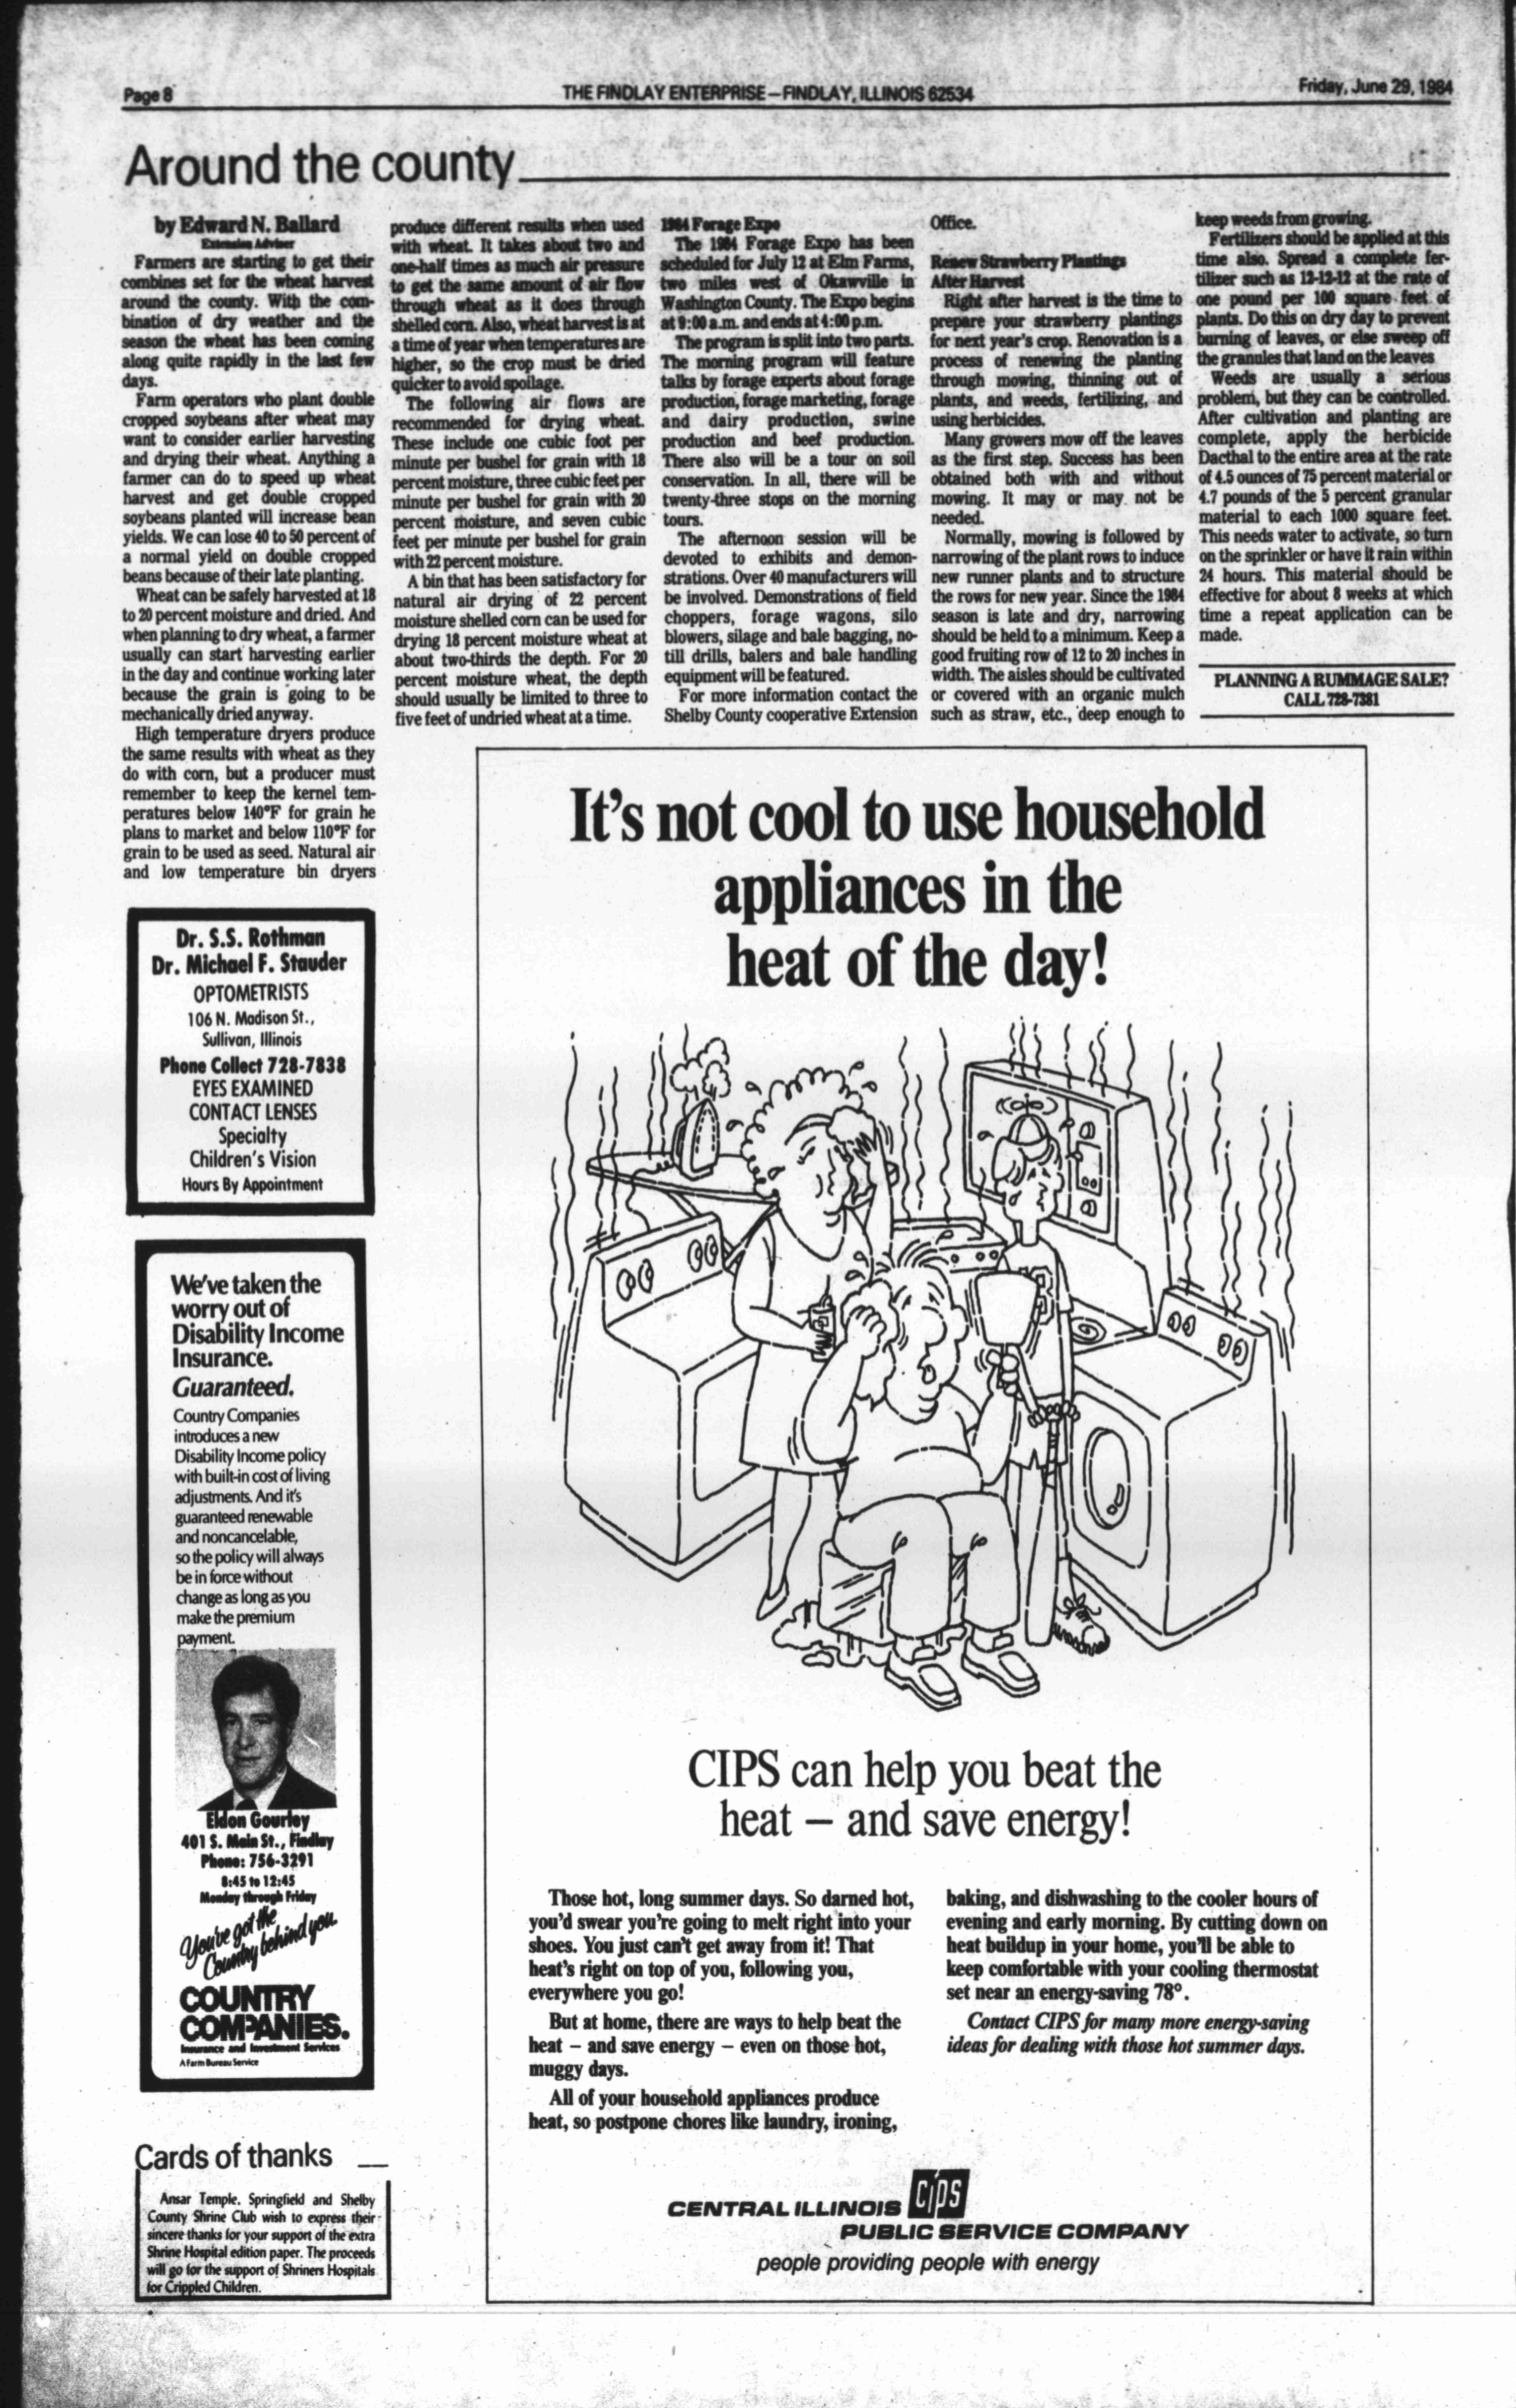 Page 8
THE FINDLAY ENTERPRISE — FINDLAY, ILLINOIS 62534
Friday, June 29, 1984
Around the county
by Edward N. Ballard
Extension Adviser
Farmers are starting to get their
combines set for the wheat harvest
around the county. With the com-
bination of dry weather and the
season the wheat has been coming
along quite rapidly in the last few
days.
Farm operators who plant double
cropped soybeans after wheat may
want to consider earlier harvesting
and drying their wheat. Anything a
farmer can do to speed up wheat
harvest and get double cropped
soybeans planted will increase bean
yields. We can lose 40 to 50 percent of
a normal yield on double cropped
beans because of their late planting.
Wheat can be safely harvested at 18
to 20 percent moisture and dried. And
when planning to dry wheat, a farmer
usually can start harvesting earlier
in the day and continue working later
because the grain is going to be
mechanically dried anyway.
High temperature dryers produce
the same results with wheat as they
do with corn, but a producer must
remember to keep the kernel tem-
peratures below 140°F for grain he
plans to market and below 110°F for
grain to be used as seed. Natural air
and low temperature bin dryers
produce different results when used
with wheat. It takes about two and
one-half times as much air pressure
to get the same amount of air flow
through wheat as it does through
shelled corn. Also, wheat harvest is at
a time of year when temperatures are
higher, so the crop must be dried
quicker to avoid spoilage.
The following air flows are
recommended for drying wheat.
These include one cubic foot per
minute per bushel for grain with 18
percent moisture, three cubic feet per
minute per bushel for grain with 20
percent moisture, and seven cubic
feet per minute per bushel for grain
with 22 percent moisture.
A bin that has been satisfactory for
natural air drying of 22 percent
moisture shelled corn can be used for
drying 18 percent moisture wheat at
about two-thirds the depth. For 20
percent moisture wheat, the depth
should usually be limited to three to
five feet of undried wheat at a time.
1984 Forage Expo
The 1984 Forage Expo has been
scheduled for July 12 at Elm Farms,
two miles west of Okawville in
Washington County. The Expo begins
at 9:00 a.m. and ends at 4:00 p.m.
The program is split into two parts.
The morning program will feature
talks by forage experts about forage
production, forage marketing, forage
and dairy production, swine
production and beef production.
There also will be a tour on soil
conservation. In all, there will be
twenty-three stops on the morning
tours.
The afternoon session will be
devoted to exhibits and demon-
strations. Over 40 manufacturers will
be involved. Demonstrations of field
choppers, forage wagons, silo
blowers, silage and bale bagging, no-
till drills, balers and bale handling
equipment will be featured.
For more information contact the
Shelby County cooperative Extension
Office.
Renew Strawberry Plantings
After Harvest
Right after harvest is the time to
prepare your strawberry plantings
for next year's crop. Renovation is a
process of renewing the planting
through mowing, thinning out of
plants, and weeds, fertilizing, and
using herbicides.
Many growers mow off the leaves
as the first step. Success has been
obtained both with and without
mowing. It may or may not be
needed.
Normally, mowing is followed by
narrowing of the plant rows to induce
new runner plants and to structure
the rows for new year. Since the 1984
season is late and dry, narrowing
should be held to a minimum. Keep a
good fruiting row of 12 to 20 inches in
width. The aisles should be cultivated
or covered with an organic mulch
such as straw, etc., deep enough to
keep weeds from growing.
Fertilizers should be applied at this
time also. Spread a complete fer-
tilizer such as 12-12-12 at the rate of
one pound per 100 square feet of
plants. Do this on dry day to prevent
burning of leaves, or else sweep off
the granules that land on the leaves
Weeds are usually a serious
problem, but they can be controlled.
After cultivation and planting are
complete, apply the herbicide
Dacthal to the entire area at the rate
of 4.5 ounces of 75 percent material or
4.7 pounds of the 5 percent granular
material to each 1000 square feet.
This needs water to activate, so turn
on the sprinkler or have it rain within
24 hours. This material should be
effective for about 8 weeks at which
time a repeat application can be
made.
PLANNING A RUMMAGE SALE?
CALL 728-7381
Dr. S.S. Rothman
Dr. Michael F. Stauder
OPTOMETRISTS
106 N. Madison St.,
Sullivan, Illinois
Phone Collect 728-7838
EYES EXAMINED
CONTACT LENSES
Specialty
Children's Vision
Hours By Appointment
We've taken the
worry out of
Disability Income
Insurance.
Guaranteed.
Country Companies
introduces a new
Disability Income policy
with built-in cost of living
adjustments. And it's
guaranteed renewable
and noncancelable,
so the policy will always
be in force without
change as long as you
make the premium
payment.
Eldon Gourley
401 S. Main St., Findlay
Phone: 756-3291
8:45 to 12:45
Monday through Friday
You've got the
Country behind you.
COUNTRY
COMPANIES.
Insurance and Investment Services
A Farm Bureau Service
Cards of thanks
Ansar Temple, Springfield and Shelby
County Shrine Club wish to express their
sincere thanks for your support of the extra
Shrine Hospital edition paper. The proceeds
will go for the support of Shriners Hospitals
for Crippled Children.
It's not cool to use household
appliances in the
heat of the day!
CIPS can help you beat the
heat — and save energy!
Those hot, long summer days. So darned hot,
you'd swear you're going to melt right into your
shoes. You just can't get away from it! That
heat's right on top of you, following you,
everywhere you go!
But at home, there are ways to help beat the
heat — and save energy — even on those hot,
muggy days.
All of your household appliances produce
heat, so postpone chores like laundry, ironing,
baking, and dishwashing to the cooler hours of
evening and early morning. By cutting down on
heat buildup in your home, you'll be able to
keep comfortable with your cooling thermostat
set near an energy-saving 78°.
Contact CIPS for many more energy-saving
ideas for dealing with those hot summer days.
CENTRAL ILLINOIS CIPS
PUBLIC SERVICE COMPANY
people providing people with energy